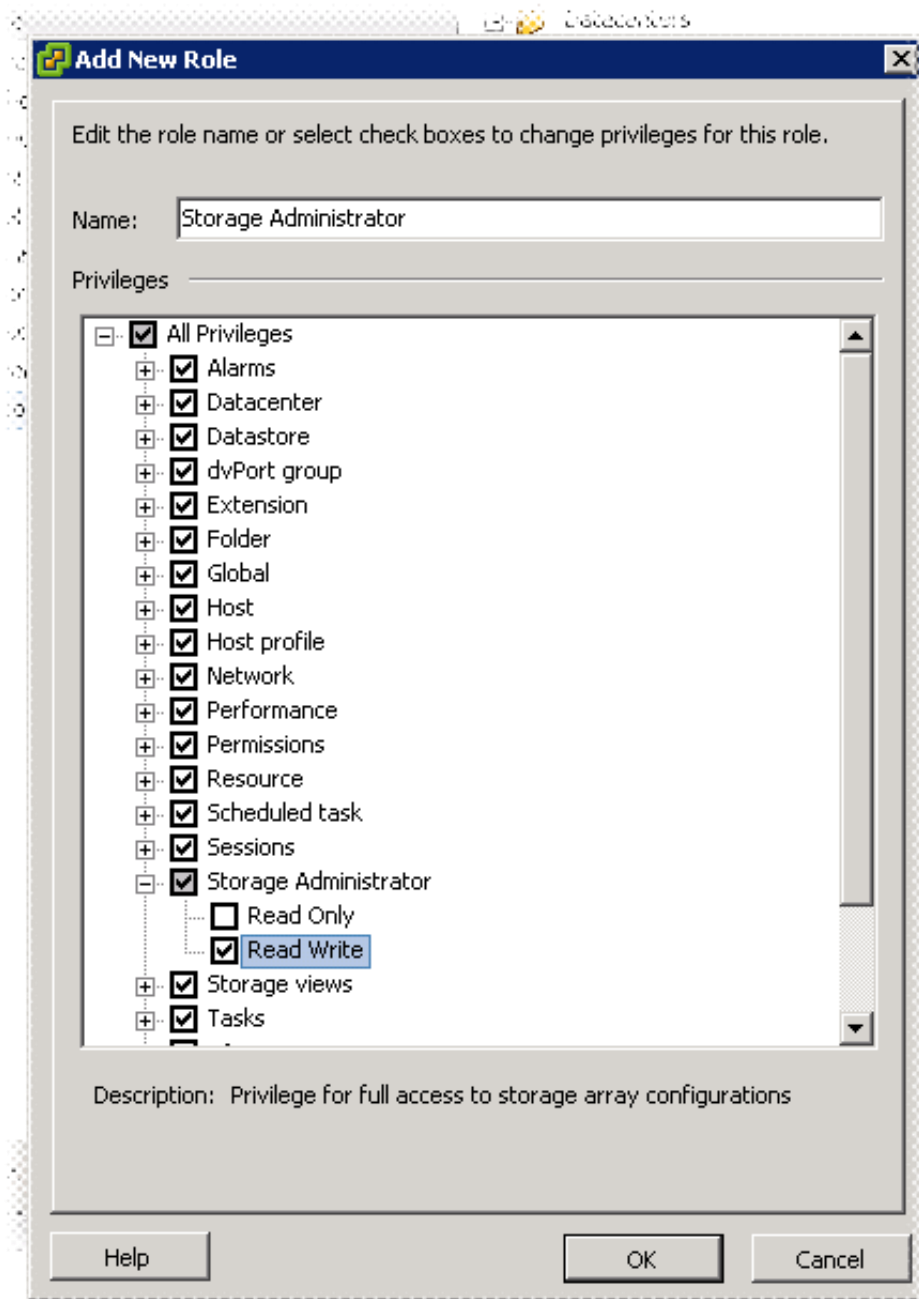 Datacenters
Add New Role
Edit the role name or select check boxes to change privileges for this role.
Name: Storage Administrator
Privileges
All Privileges
Alarms
Datacenter
Datastore
dvPort group
Extension
Folder
Global
Host
Host profile
Network
Performance
Permissions
Resource
Scheduled task
Sessions
Storage Administrator
Read Only
Read Write
Storage views
Tasks
Description: Privilege for full access to storage array configurations
Help OK Cancel